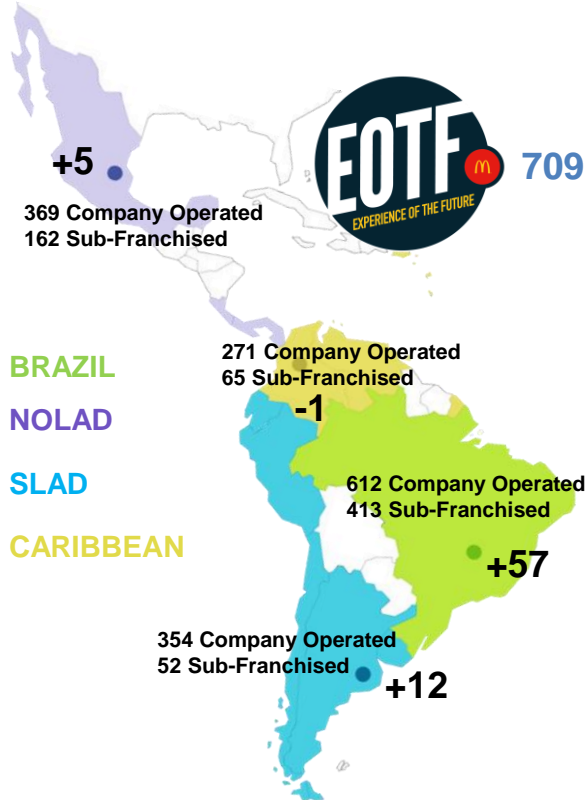 EOTF
EXPERIENCE OF THE FUTURE
709
+5
369 Company Operated
162 Sub-Franchised
BRAZIL
NOLAD
SLAD
CARIBBEAN
271 Company Operated
65 Sub-Franchised
-1
612 Company Operated
413 Sub-Franchised
+57
354 Company Operated
52 Sub-Franchised
+12